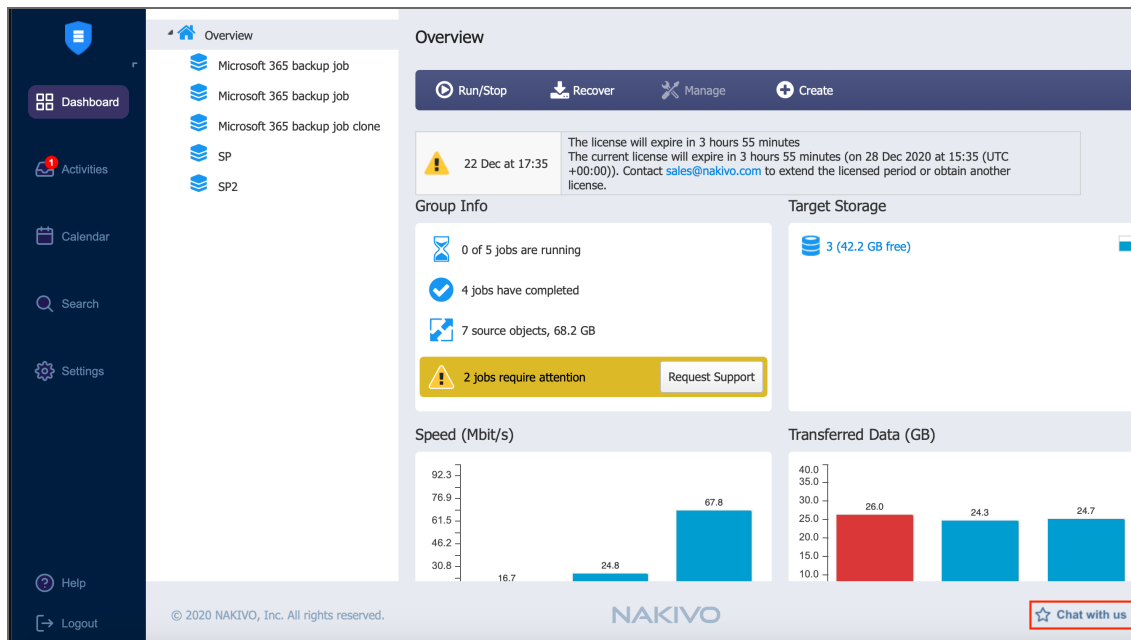 Dashboard
1
Activities
Calendar
Search
Settings
Help
Logout
Overview
Microsoft 365 backup job
Microsoft 365 backup job
Microsoft 365 backup job clone
SP
SP2
Overview
Run/Stop
Recover
Manage
Create
22 Dec at 17:35
The license will expire in 3 hours 55 minutes
The current license will expire in 3 hours 55 minutes (on 28 Dec 2020 at 15:35 (UTC
+00:00)). Contact sales@nakivo.com to extend the licensed period or obtain another
license.
Group Info
0 of 5 jobs are running
4 jobs have completed
7 source objects, 68.2 GB
2 jobs require attention
Request Support
Target Storage
3 (42.2 GB free)
Speed (Mbit/s)
92.3
76.9
61.5
46.2
30.8
16.7
24.8
67.8
Transferred Data (GB)
40.0
35.0
30.0
25.0
20.0
15.0
10.0
26.0
24.3
24.7
© 2020 NAKIVO, Inc. All rights reserved.
NAKIVO
Chat with us